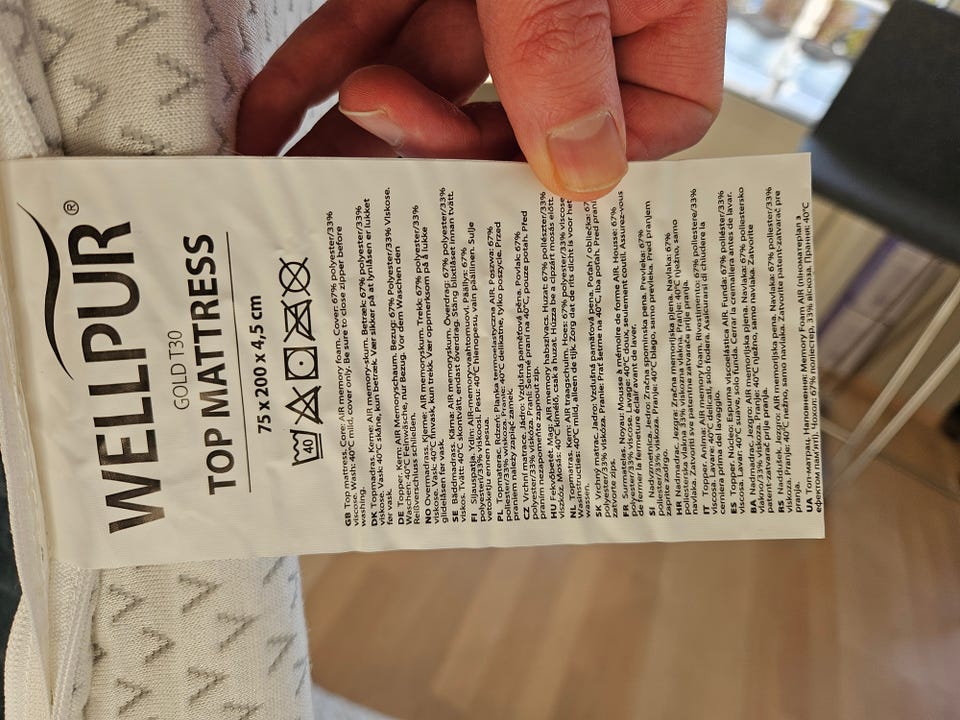 WELLPUR®
GOLD T30
TOP MATTRESS
75 x 200 x 4,5 cm
40
GB Top mattress. Core: AIR memory foam. Cover: 67% polyester/33%
viscose. Wash: 40°C mild, cover only. Be sure to close zipper before
washing.
DK Topmadras. Kerne: AIR memoryskum. Betræk: 67% polyester/33%
viskose. Vask: 40°C skåne, kun betræk. Vær sikker på at lynlåsen er lukket
før vask.
DE Topper. Kern: AIR Memoryschaum. Bezug: 67% Polyester/33% Viskose.
Waschen: 40°C Feinwäsche, nur Bezug. Vor dem Waschen den
Reißverschluss schließen.
NO Overmadrass. Kjerne: AIR memoryskum. Trekk: 67% polyester/33%
viskose. Vask: 40°C finvask, kun trekk. Vær oppmerksom på å lukke
glidelåsen før vask.
SE Bäddmadrass. Kärna: AIR memoryskum. Överdrag: 67% polyester/33%
viskos. Tvätt: 40°C skontvätt, endast överdrag. Stäng blixtlåset innan tvätt.
FI Sijauspatja. Ydin: AIR-memoryvaahtomuovi. Päällys: 67%
polyesteri/33% viskoosi. Pesu: 40°C hienopesu, vain päällinen. Sulje
vetoketju ennen pesua.
PL Topmaterac. Rdzeń: Pianka termoelastyczna AIR. Poszwa: 67%
poliester/33% wiskoza. Pranie: 40°C delikatne, tylko poszycie. Przed
praniem należy zapiąć zamek.
CZ Vrchní matrace. Jádro: Vzdušná paměťová pěna. Povlak: 67%
polyester/33% viskóza. Praní: Šetrné praní na 40°C, pouze potah. Před
praním nezapomeňte zapnout zip.
HU Fekvőbetét. Mag: AIR memory habszivacs. Huzat: 67% poliészter/33%
viszkóz. Mosás: 40°C kímélő, csak a huzat. Húzza be a cipzárt mosás előtt.
NL Topmatras. Kern: AIR traagschuim. Hoes: 67% polyester/33% viscose
Wasinstructies: 40°C mild, alleen de tijk. Zorg dat de rits dicht is voor het
wassen.
SK Vrchný matrac. Jadro: Vzdušná pamäťová pena. Poťah / obliečka: 67
polyester/33% viskóza. Pranie: Prať šetrne na 40°C, iba poťah. Pred praní
zatvorte zips.
FR Surmatelas. Noyau: Mousse à mémoire de forme AIR. Housse: 67%
polyester/33% viscose. Lavage: 40°C doux, seulement coutil. Assurez-vous
de fermer la fermeture éclair avant de laver.
SI Nadvzmetnica. Jedro: Zračna spominska pena. Prevleka: 67%
poliester/33% viskoza. Pranje: 40°C blago, samo prevleka. Pred pranjem
zaprite zadrgo.
HR Nadmadrac. Jezgra: Zračna memorijska pjena. Navlaka: 67%
poliesterska vlakna 33% viskozna vlakna. Pranje: 40°C nježno, samo
navlaka. Zatvoriti sve patentne zatvarače prije pranja.
IT Topper. Anima: AIR memory foam. Rivestimento: 67% poliestere/33%
viscosa. Lavare: 40°C delicati, solo fodera. Assicurarsi di chiudere la
cerniera prima del lavaggio.
ES Topper. Núcleo: Espuma viscoelástica AIR. Funda: 67% poliéster/33%
viscosa. Lavar: 40°C suave, solo funda. Cerrar la cremallera antes de lavar.
BA Nadmadrac. Jezgro: AIR memorijska pjena. Navlaka: 67% poliestersko
vlakno/33% viskoza. Pranje: 40°C nježno, samo navlaka. Zatvorite
patent-zatvarač prije pranja.
RS Naddušek. Jezgro: AIR memorijska pena. Navlaka: 67% poliester/33%
viskoza. Pranje: 40°C nežno, samo navlaka. Zatvorite patent-zatvarač pre
pranja.
UA Топ-матрац. Наповнення: Memory Foam AIR (піноматеріал з
ефектом пам'яті). Чохол: 67% поліестер, 33% віскоза. Прання: 40°C